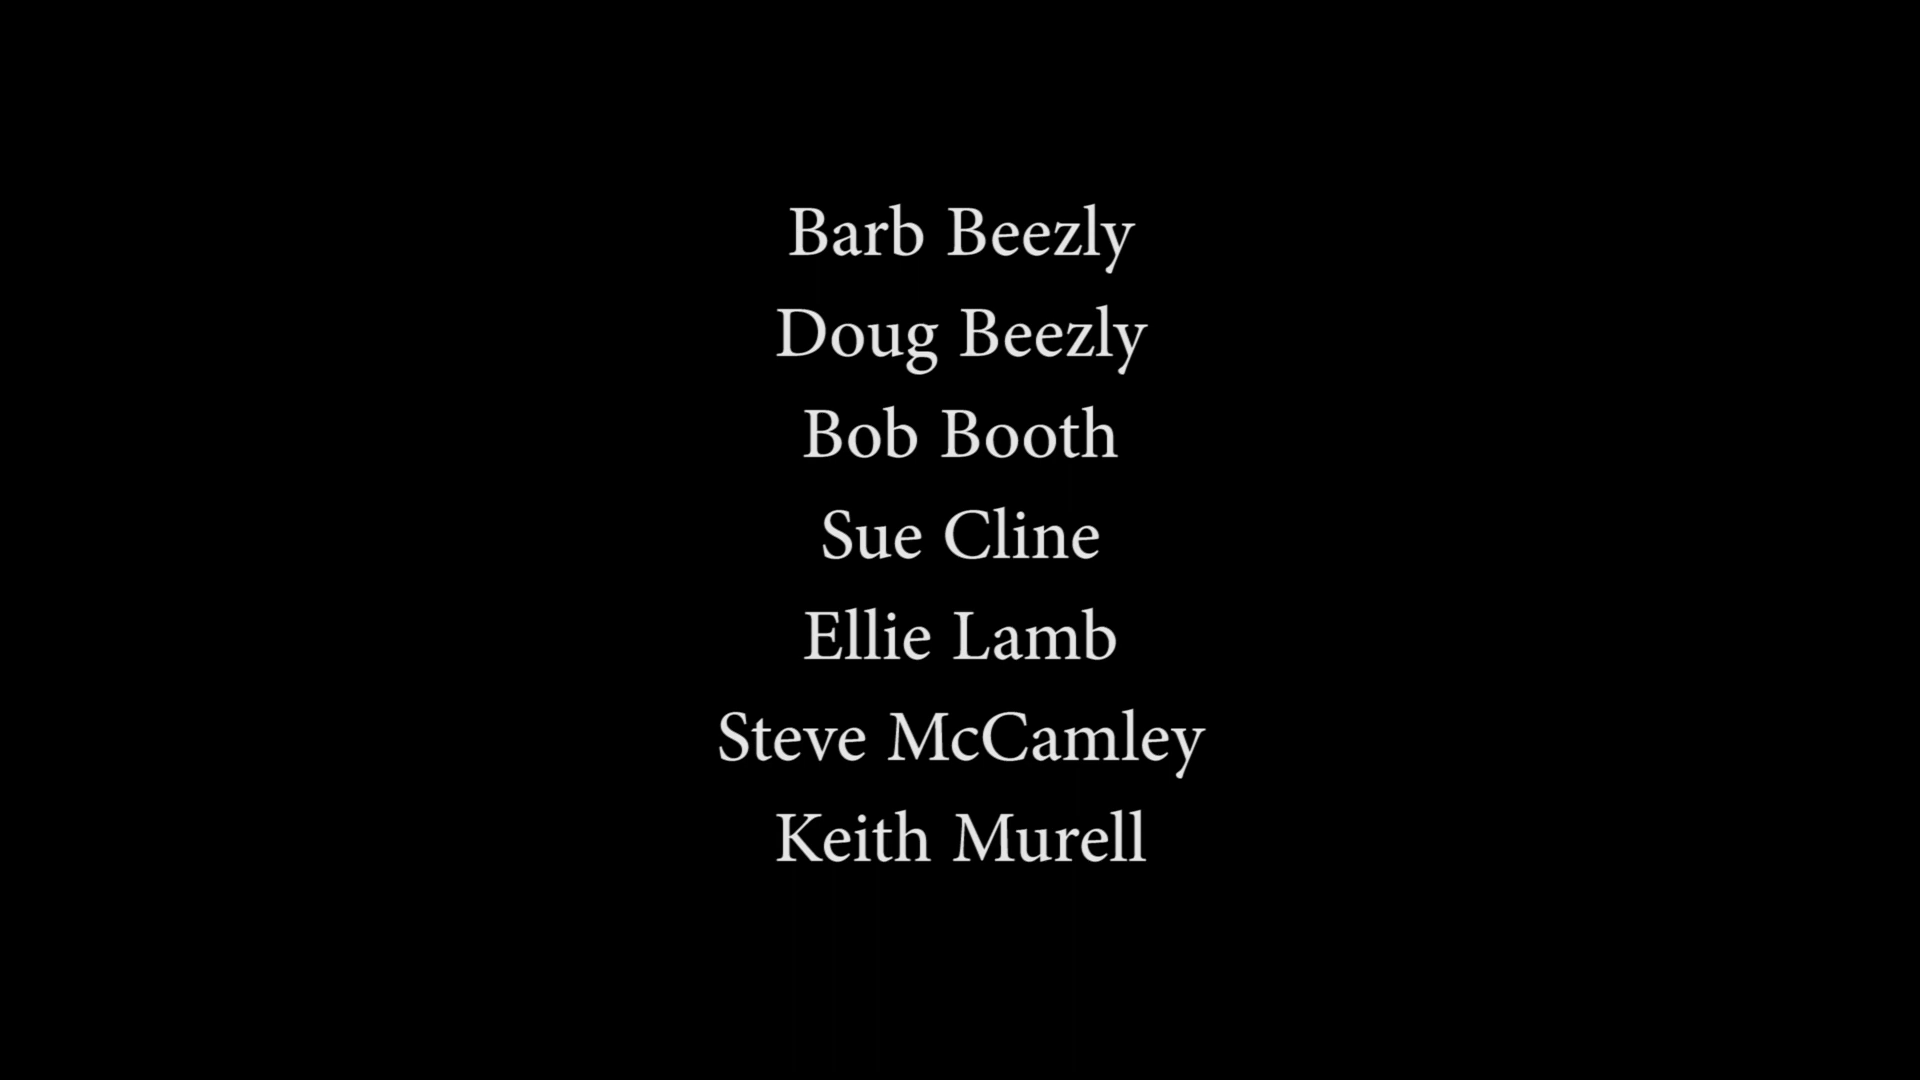 Barb Beezly
Doug Beezly
Bob Booth
Sue Cline
Ellie Lamb
Steve McCamley
Keith Murell